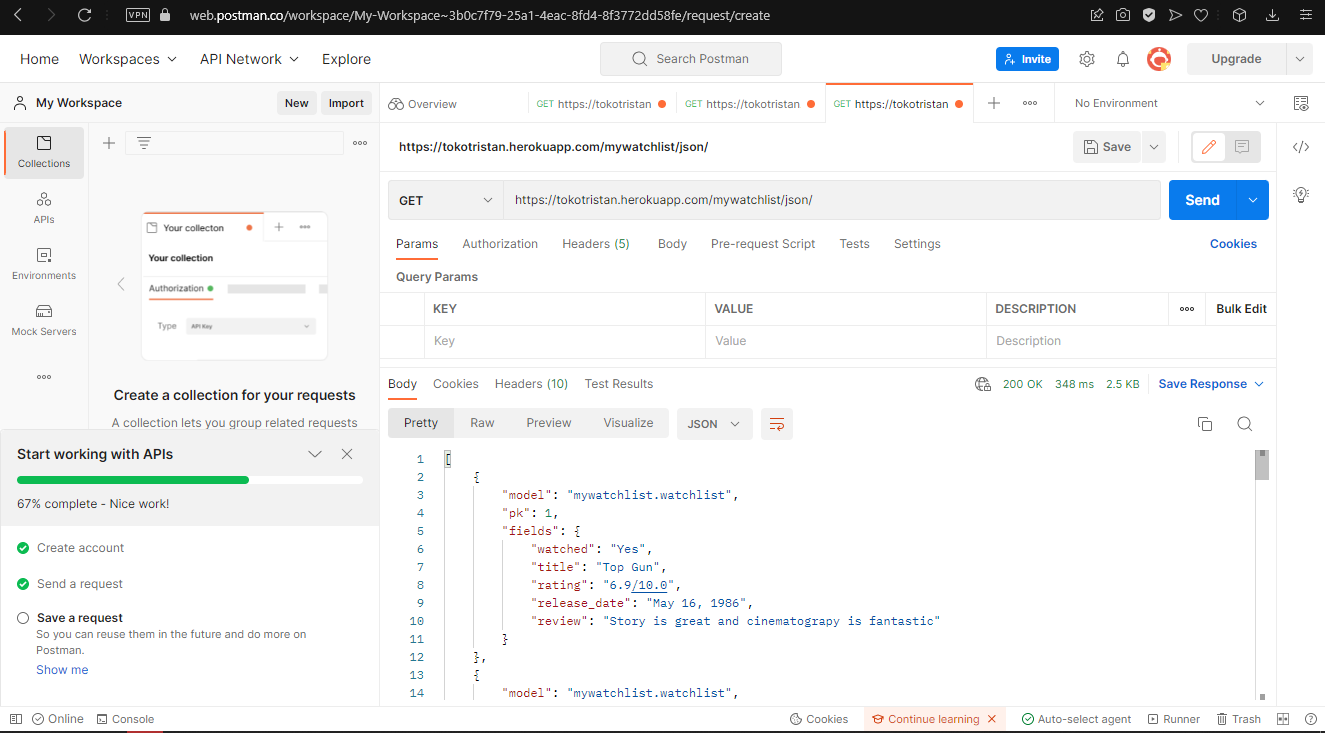 VPN web.postman.co/workspace/My-Workspace~3b0c7f79-25a1-4eac-8fd4-8f3772dd58fe/request/create
Home Workspaces API Network Explore Search Postman Invite Upgrade
My Workspace New Import Overview GET https://tokotristan GET https://tokotristan GET https://tokotristan No Environment
Collections
APIs
Environments
Mock Servers
Your collecton
Your collection
Authorization
Type API Key
Create a collection for your requests
A collection lets you group related requests
Start working with APIs
67% complete - Nice work!
Create account
Send a request
Save a request
So you can reuse them in the future and do more on
Postman.
Show me
https://tokotristan.herokuapp.com/mywatchlist/json/ Save
GET https://tokotristan.herokuapp.com/mywatchlist/json/ Send
Params Authorization Headers (5) Body Pre-request Script Tests Settings Cookies
Query Params
KEY VALUE DESCRIPTION Bulk Edit
Key Value Description
Body Cookies Headers (10) Test Results 200 OK 348 ms 2.5 KB Save Response
Pretty Raw Preview Visualize JSON
1 [
2 {
3 "model": "mywatchlist.watchlist",
4 "pk": 1,
5 "fields": {
6 "watched": "Yes",
7 "title": "Top Gun",
8 "rating": "6.9/10.0",
9 "release_date": "May 16, 1986",
10 "review": "Story is great and cinematograpy is fantastic"
11 }
12 },
13 {
14 "model": "mywatchlist.watchlist",
Online Console Cookies Continue learning Auto-select agent Runner Trash